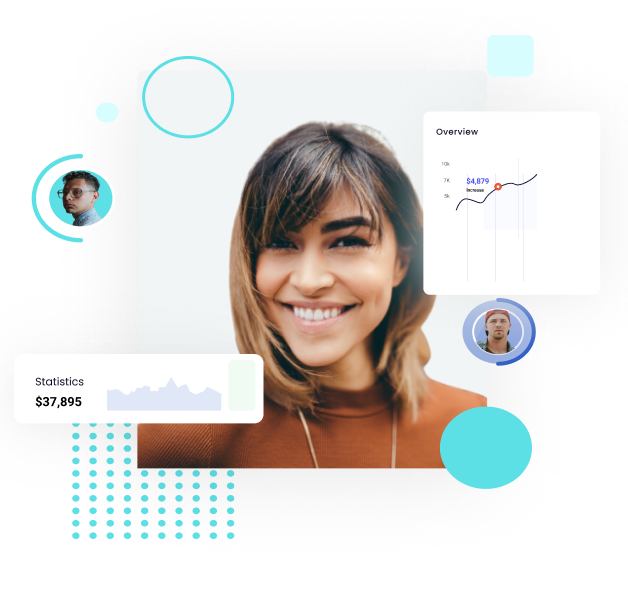 Overview
10k
7K
$4,879
Increase
5k
Statistics
$37,895